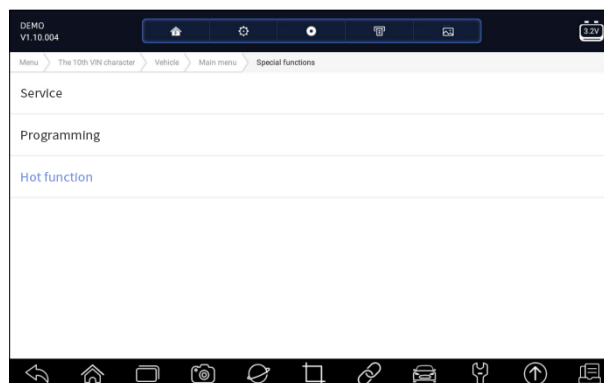 DEMO
V1.10.004
3.2V
Menu The 10th VIN character Vehicle Main menu Special functions
Service
Programming
Hot function